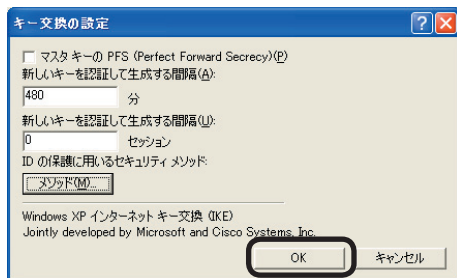 キー交換の設定
マスタ キーの PFS (Perfect Forward Secrecy)(P)
新しいキーを認証して生成する間隔(A):
480 分
新しいキーを認証して生成する間隔(U):
0 セッション
ID の保護に用いるセキュリティ メソッド:
メソッド(M)...
Windows XP インターネット キー交換 (IKE)
Jointly developed by Microsoft and Cisco Systems, Inc.
OK キャンセル